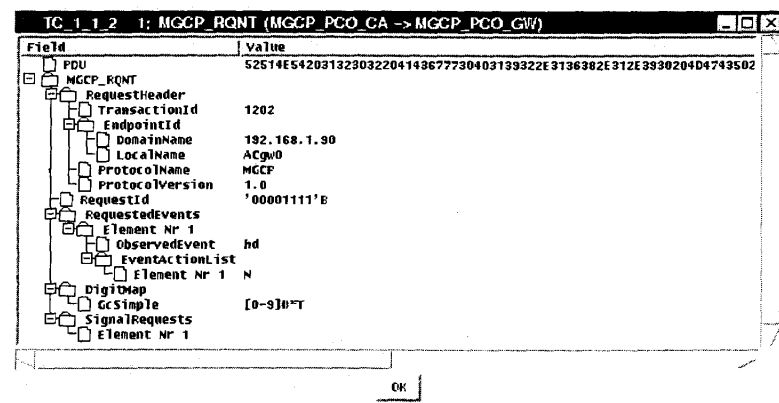 TC_1_1_2 1; MGCP_RQNT (MGCP_PCO_CA -> MGCP_PCO_GW)
Field Value
PDU 52514E542031323032204143677730403139322E3136382E312E3930204D4743502
MGCP_RQNT
RequestHeader
TransactionId 1202
EndpointId
DomainName 192.168.1.90
LocalName ACgw0
ProtocolName MGCP
ProtocolVersion 1.0
RequestId '00001111'B
RequestedEvents
Element Nr 1
ObservedEvent hd
EventActionList
Element Nr 1 N
DigitMap
GcSimple [0-9]#*T
SignalRequests
Element Nr 1
OK